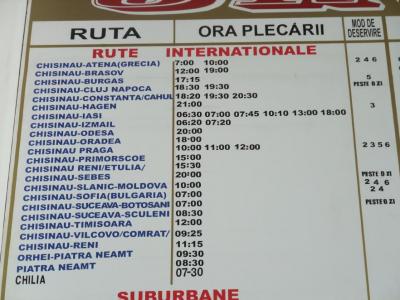 RUTA ORA PLECĂRII MOD DE DESERVIRE
RUTE INTERNATIONALE
CHISINAU-ATENA(GRECIA) 7:00 10:00 2 4 6
CHISINAU-BRASOV 12:00 19:00
CHISINAU-BURGAS 17:15 5
CHISINAU-CLUJ NAPOCA 18:30 19:30 PESTE 8 ZI
CHISINAU-CONSTANTA/CAHUL 18:20 19:30 20:30
CHISINAU-HAGEN 21:00 3
CHISINAU-IASI 06:30 07:00 07:45 10:10 13:00 18:00
CHISINAU-IZMAIL 06:20 07:20
CHISINAU-ODESA 20:00
CHISINAU-ORADEA 18:00
CHISINAU PRAGA 10:00 11:00 12:00 2 3 5 6
CHISINAU-PRIMORSCOE 15:00
CHISINAU RENI/ETULIA/ 15:30
CHISINAU-SEBES 20:00 PESTE ZI
CHISINAU-SLANIC-MOLDOVA 10:00 2 4 6
CHISINAU-SOFIA(BULGARIA) 07:00 2 4
CHISINAU-SUCEAVA-BOTOSANI 07:00 PESTE ZI
CHISINAU-SUCEAVA-SCULENI 08:30
CHISINAU-TIMISOARA 12:00
CHISINAU-VILCOVO/COMRAT/ 09:25
CHISINAU-RENI 11:15
ORHEI-PIATRA NEAMT 09:30
PIATRA NEAMT 08:30
CHILIA 07-30
SUBURBANE